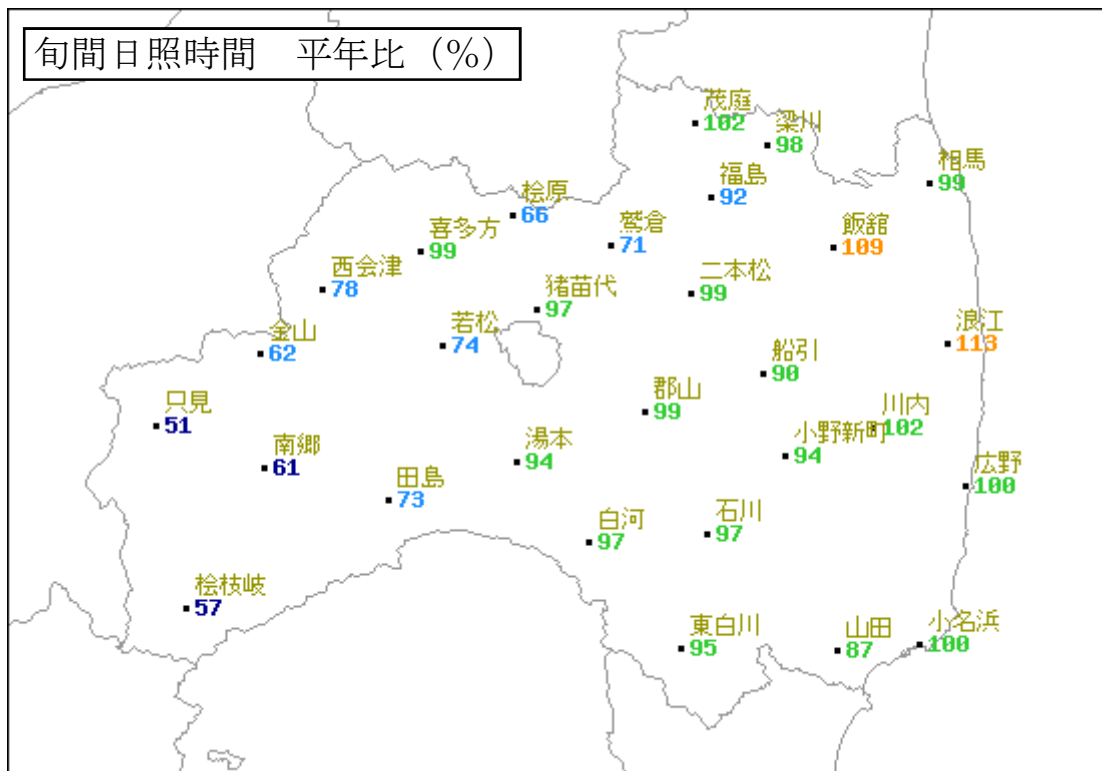 旬間日照時間　平年比（％）
茂庭
102
梁川
98
相馬
99
福島
92
桧原
66
鷲倉
71
喜多方
99
飯舘
109
西会津
78
猪苗代
97
二本松
99
金山
62
若松
74
浪江
113
船引
90
只見
51
郡山
99
川内
102
南郷
61
湯本
94
小野新町
94
広野
100
田島
73
白河
97
石川
97
桧枝岐
57
東白川
95
山田
87
小名浜
100